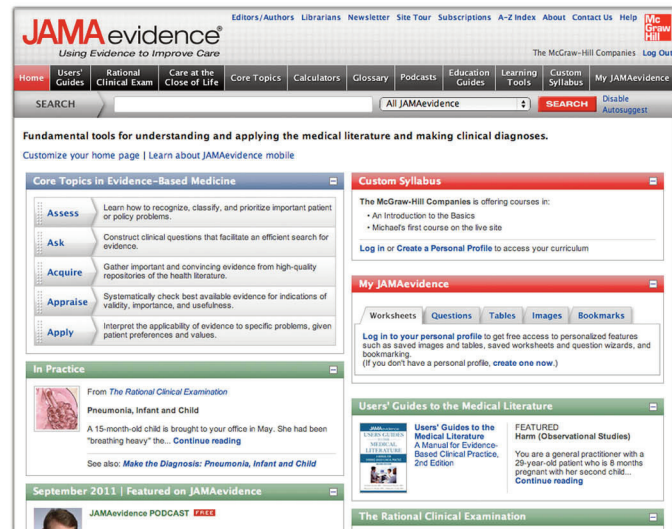 Editors/Authors Librarians Newsletter Site Tour Subscriptions A-Z Index About Contact Us Help
JAMAevidence®
Using Evidence to Improve Care
Mc
Graw
Hill
The McGraw-Hill Companies Log Out
Home
Users' Guides
Rational Clinical Exam
Care at the Close of Life
Core Topics
Calculators
Glossary
Podcasts
Education Guides
Learning Tools
Custom Syllabus
My JAMAevidence
SEARCH
All JAMAevidence
SEARCH
Disable
Autosuggest
Fundamental tools for understanding and applying the medical literature and making clinical diagnoses.
Customize your home page | Learn about JAMAevidence mobile
Core Topics in Evidence-Based Medicine
Assess
Learn how to recognize, classify, and prioritize important patient
or policy problems.
Ask
Construct clinical questions that facilitate an efficient search for
evidence.
Acquire
Gather important and convincing evidence from high-quality
repositories of the health literature.
Appraise
Systematically check best available evidence for indications of
validity, importance, and usefulness.
Apply
Interpret the applicability of evidence to specific problems, given
patient preferences and values.
In Practice
From The Rational Clinical Examination
Pneumonia, Infant and Child
A 15-month-old child is brought to your office in May. She had been
"breathing heavy" the... Continue reading
See also: Make the Diagnosis: Pneumonia, Infant and Child
September 2011 | Featured on JAMAevidence
JAMAevidence PODCAST FREE
Custom Syllabus
The McGraw-Hill Companies is offering courses in:
• An Introduction to the Basics
• Michael's first course on the live site
Log in or Create a Personal Profile to access your curriculum
My JAMAevidence
Worksheets Questions Tables Images Bookmarks
Log in to your personal profile to get free access to personalized features
such as saved images and tables, saved worksheets and question wizards, and
bookmarking.
(If you don't have a personal profile, create one now.)
Users' Guides to the Medical Literature
JAMAevidence
USERS' GUIDES
TO THE
MEDICAL
LITERATURE
Users' Guides to the
Medical Literature
A Manual for Evidence-
Based Clinical Practice,
2nd Edition
FEATURED
Harm (Observational Studies)
You are a general practitioner with a
29-year-old patient who is 8 months
pregnant with her second child...
Continue reading
The Rational Clinical Examination